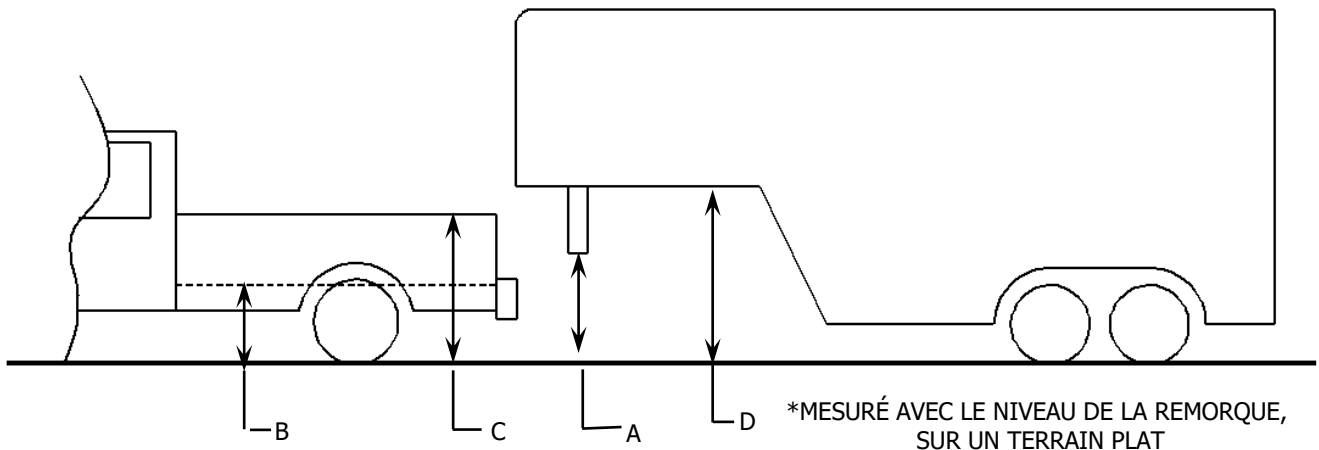 B
C
A
D
*MESURÉ AVEC LE NIVEAU DE LA REMORQUE,
SUR UN TERRAIN PLAT